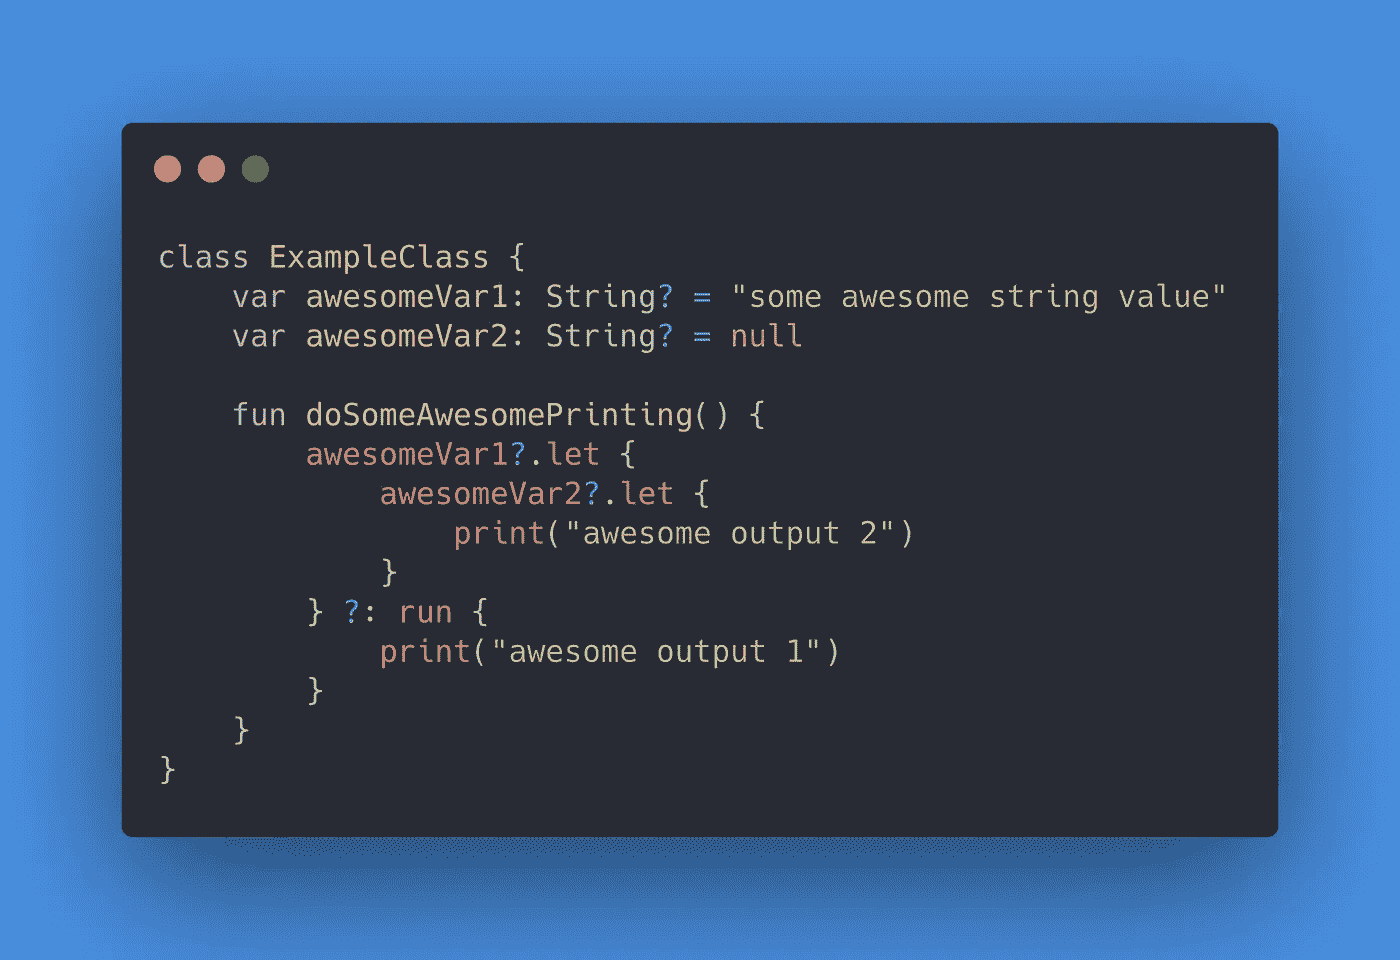 class ExampleClass {
    var awesomeVar1: String? = "some awesome string value"
    var awesomeVar2: String? = null

    fun doSomeAwesomePrinting() {
        awesomeVar1?.let {
            awesomeVar2?.let {
                print("awesome output 2")
            }
        } ?: run {
            print("awesome output 1")
        }
    }
}